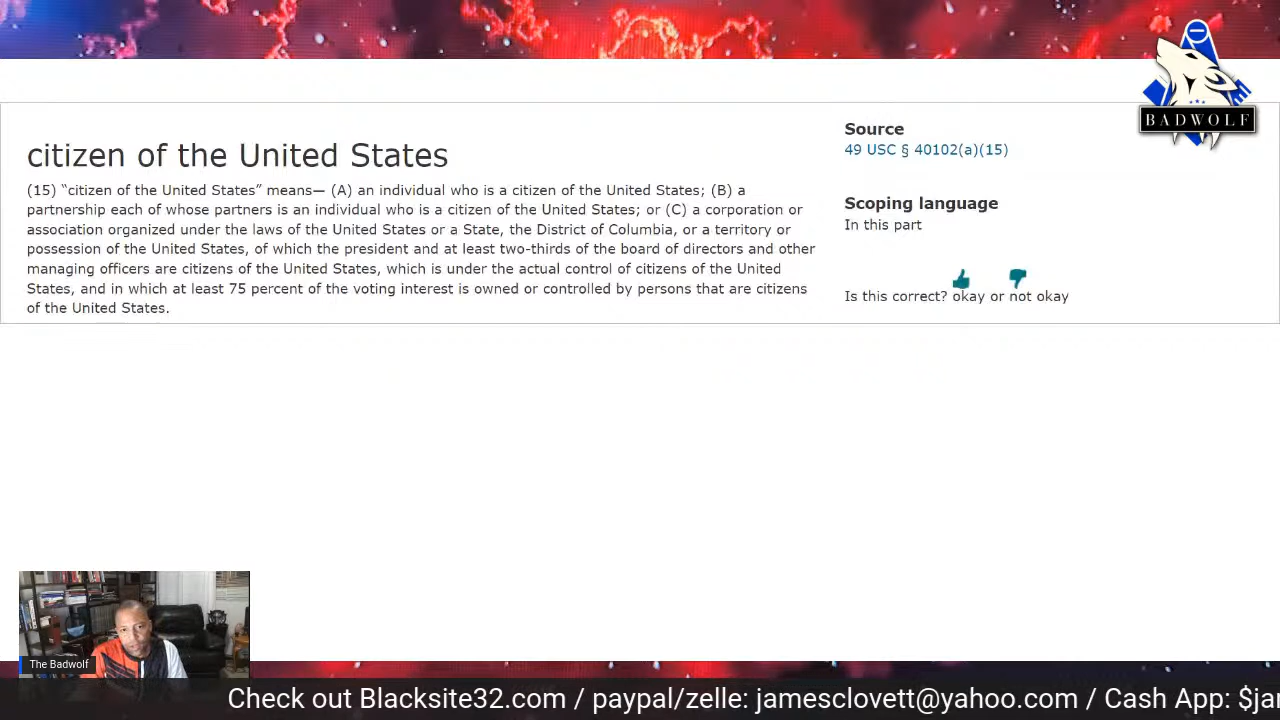 BADWOLF
citizen of the United States
(15) “citizen of the United States” means— (A) an individual who is a citizen of the United States; (B) a
partnership each of whose partners is an individual who is a citizen of the United States; or (C) a corporation or
association organized under the laws of the United States or a State, the District of Columbia, or a territory or
possession of the United States, of which the president and at least two-thirds of the board of directors and other
managing officers are citizens of the United States, which is under the actual control of citizens of the United
States, and in which at least 75 percent of the voting interest is owned or controlled by persons that are citizens
of the United States.
Source
49 USC § 40102(a)(15)
Scoping language
In this part
Is this correct? okay or not okay
The Badwolf
Check out Blacksite32.com / paypal/zelle: jamesclovett@yahoo.com / Cash App: $ja